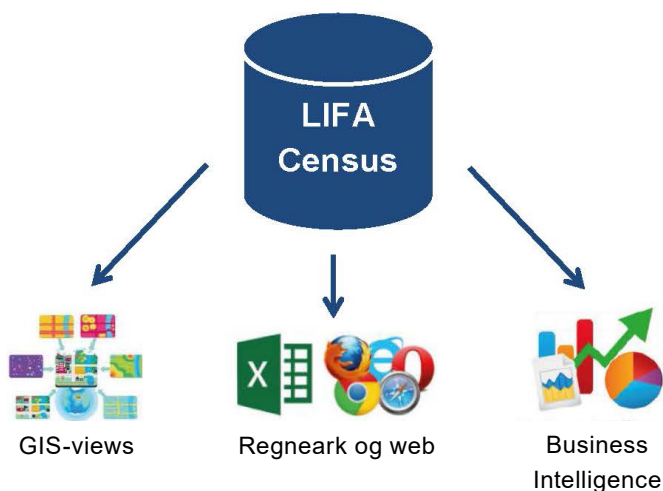 LIFA
Census
X
GIS-views
Regneark og web
Business
Intelligence